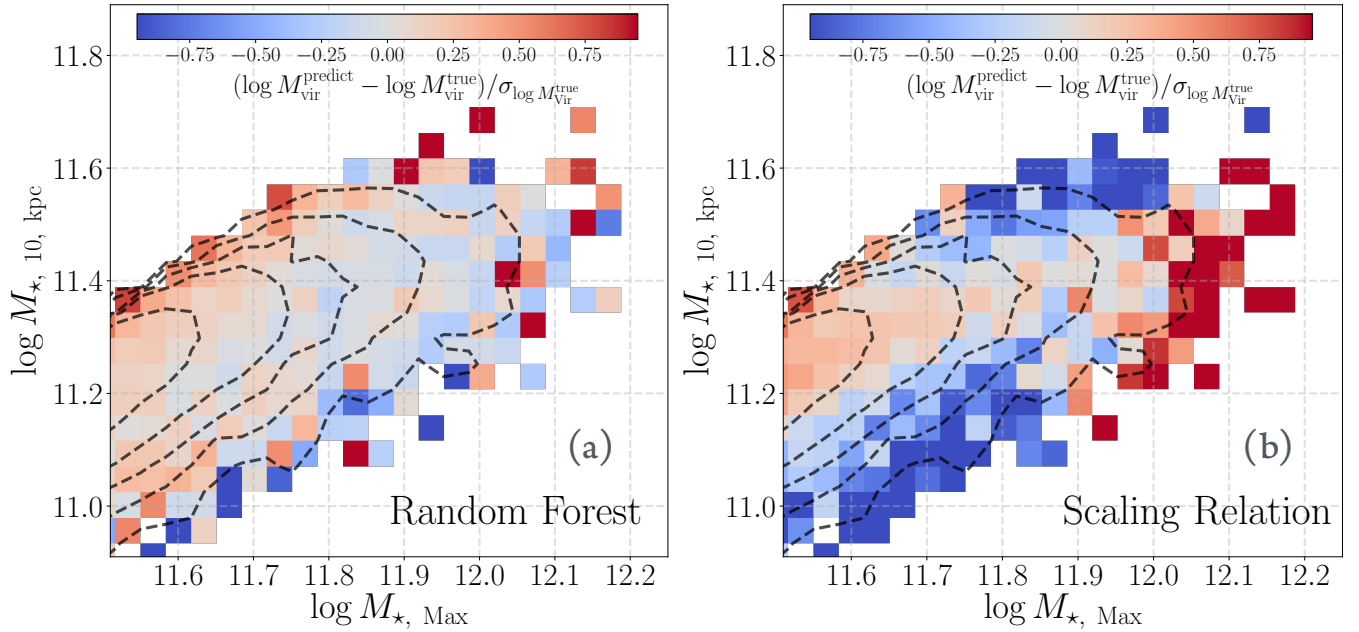 −0.75 −0.50 −0.25 0.00 0.25 0.50 0.75
(log M_vir^predict − log M_vir^true)/σ_log M_Vir^true
11.8
11.6
11.4
11.2
11.0
log M⋆, 10, kpc
(a)
Random Forest
11.6 11.7 11.8 11.9 12.0 12.1 12.2
log M⋆, Max
−0.75 −0.50 −0.25 0.00 0.25 0.50 0.75
(log M_vir^predict − log M_vir^true)/σ_log M_Vir^true
11.8
11.6
11.4
11.2
11.0
log M⋆, 10, kpc
(b)
Scaling Relation
11.6 11.7 11.8 11.9 12.0 12.1 12.2
log M⋆, Max